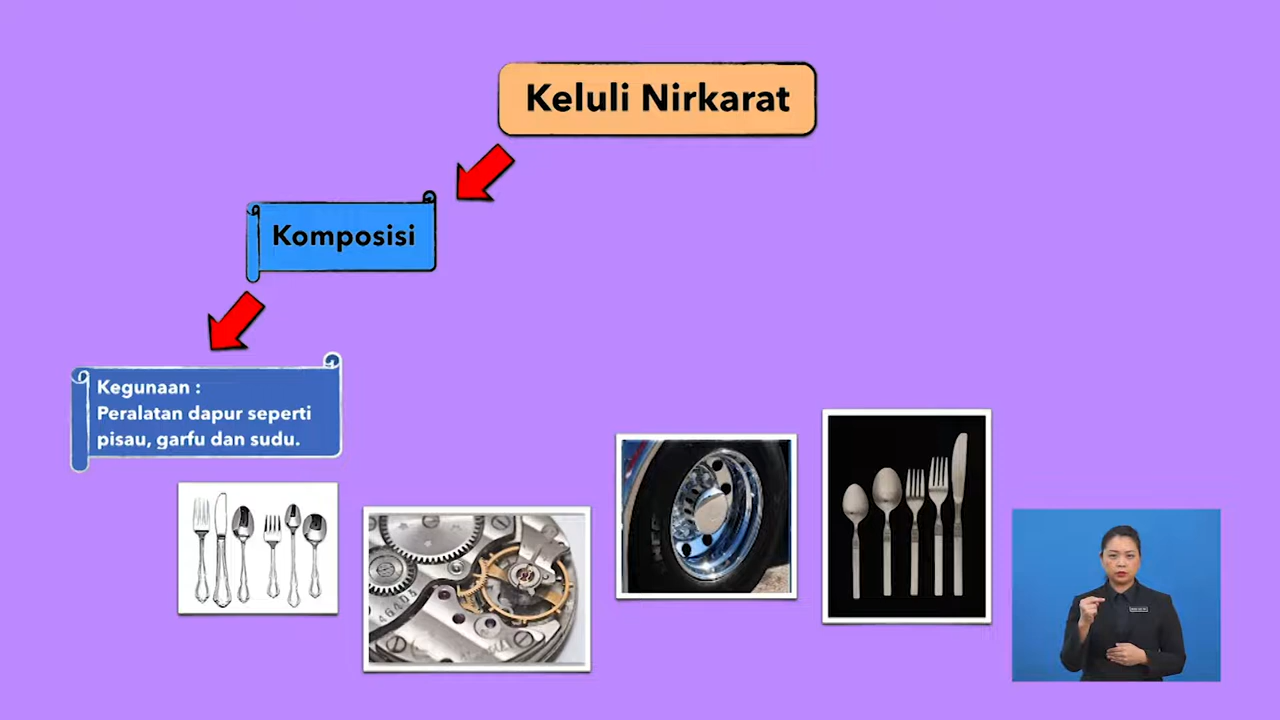 Keluli Nirkarat
Komposisi
Kegunaan :
Peralatan dapur seperti
pisau, garfu dan sudu.